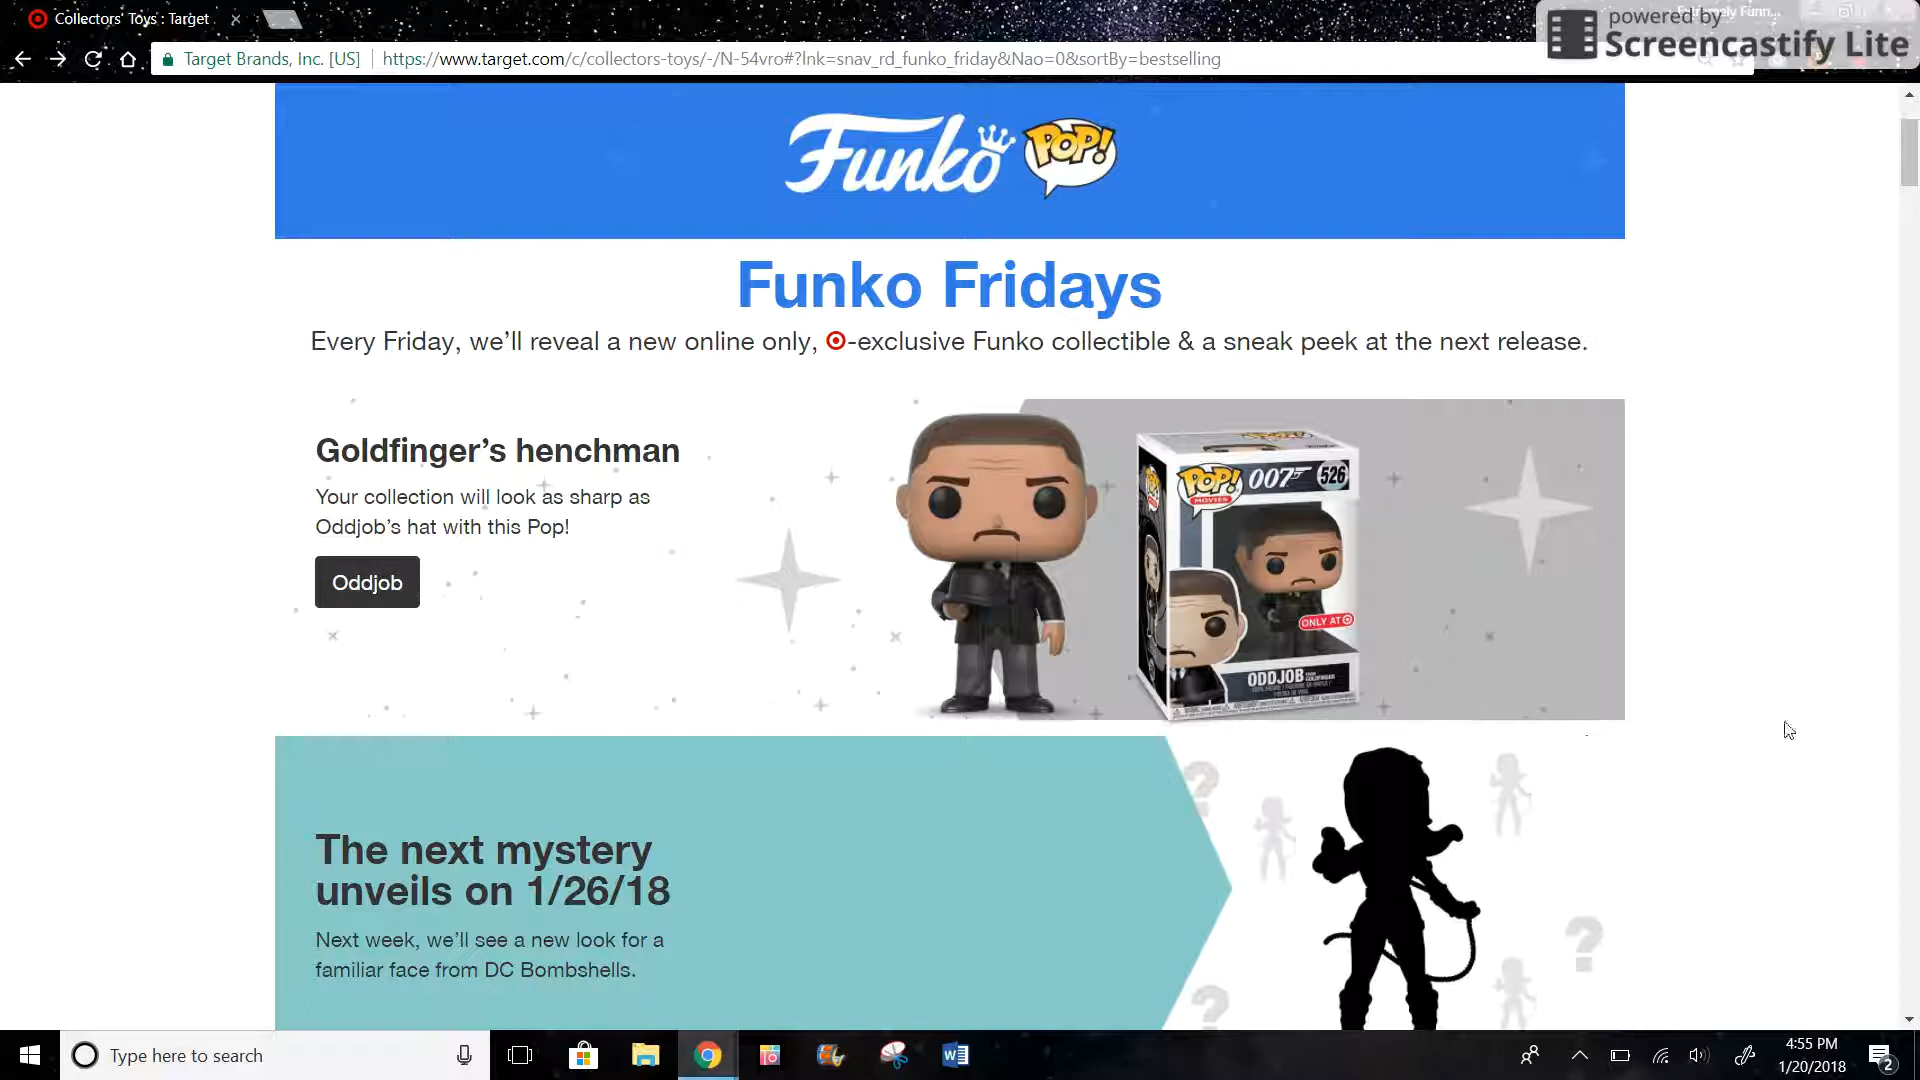 Collectors' Toys : Target
powered by
Screencastify Lite
Target Brands, Inc. [US]
https://www.target.com/c/collectors-toys/-/N-54vro#?lnk=snav_rd_funko_friday&Nao=0&sortBy=bestselling
Funko POP!
Funko Fridays
Every Friday, we'll reveal a new online only, -exclusive Funko collectible & a sneak peek at the next release.
Goldfinger's henchman
Your collection will look as sharp as
Oddjob's hat with this Pop!
Oddjob
POP!
MOVIES
007
526
ONLY AT
ODDJOB
The next mystery
unveils on 1/26/18
Next week, we'll see a new look for a
familiar face from DC Bombshells.
? ? ? ?
Type here to search
4:55 PM
1/20/2018
2